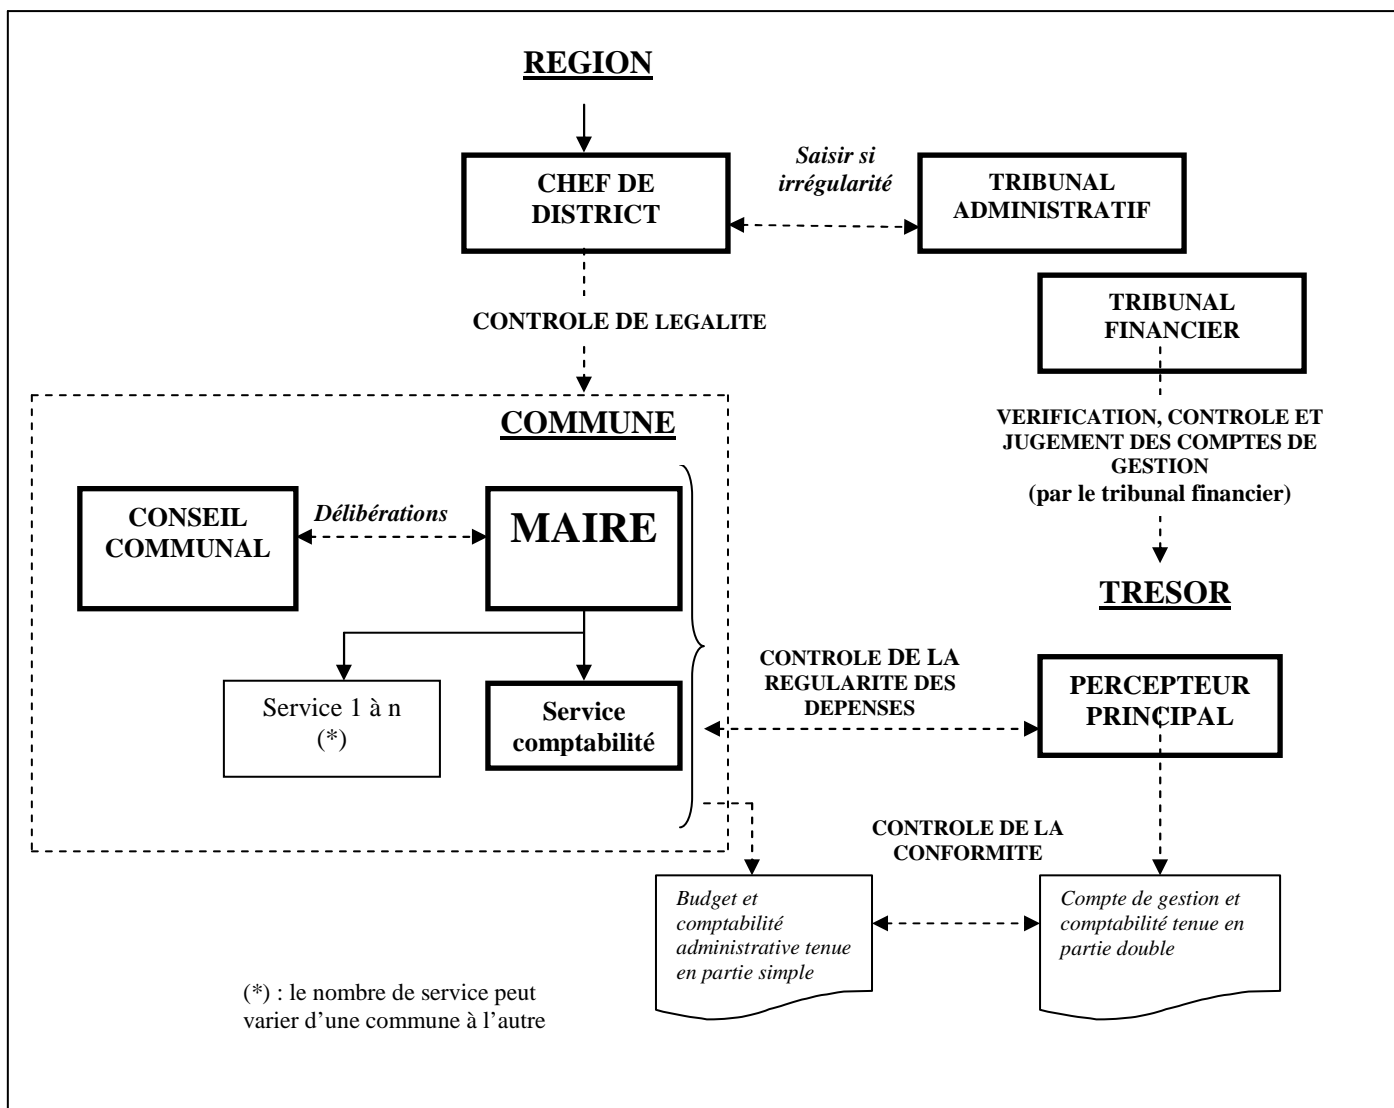 REGION
CHEF DE
DISTRICT
Saisir si
irrégularité
TRIBUNAL
ADMINISTRATIF
TRIBUNAL
FINANCIER
CONTROLE DE LEGALITE
VERIFICATION, CONTROLE ET
JUGEMENT DES COMPTES DE
GESTION
(par le tribunal financier)
COMMUNE
CONSEIL
COMMUNAL
Délibérations
MAIRE
TRESOR
Service 1 à n
(*)
Service
comptabilité
CONTROLE DE LA
REGULARITE DES
DEPENSES
PERCEPTEUR
PRINCIPAL
CONTROLE DE LA
CONFORMITE
Budget et
comptabilité
administrative tenue
en partie simple
Compte de gestion et
comptabilité tenue en
partie double
(*) : le nombre de service peut
varier d’une commune à l’autre